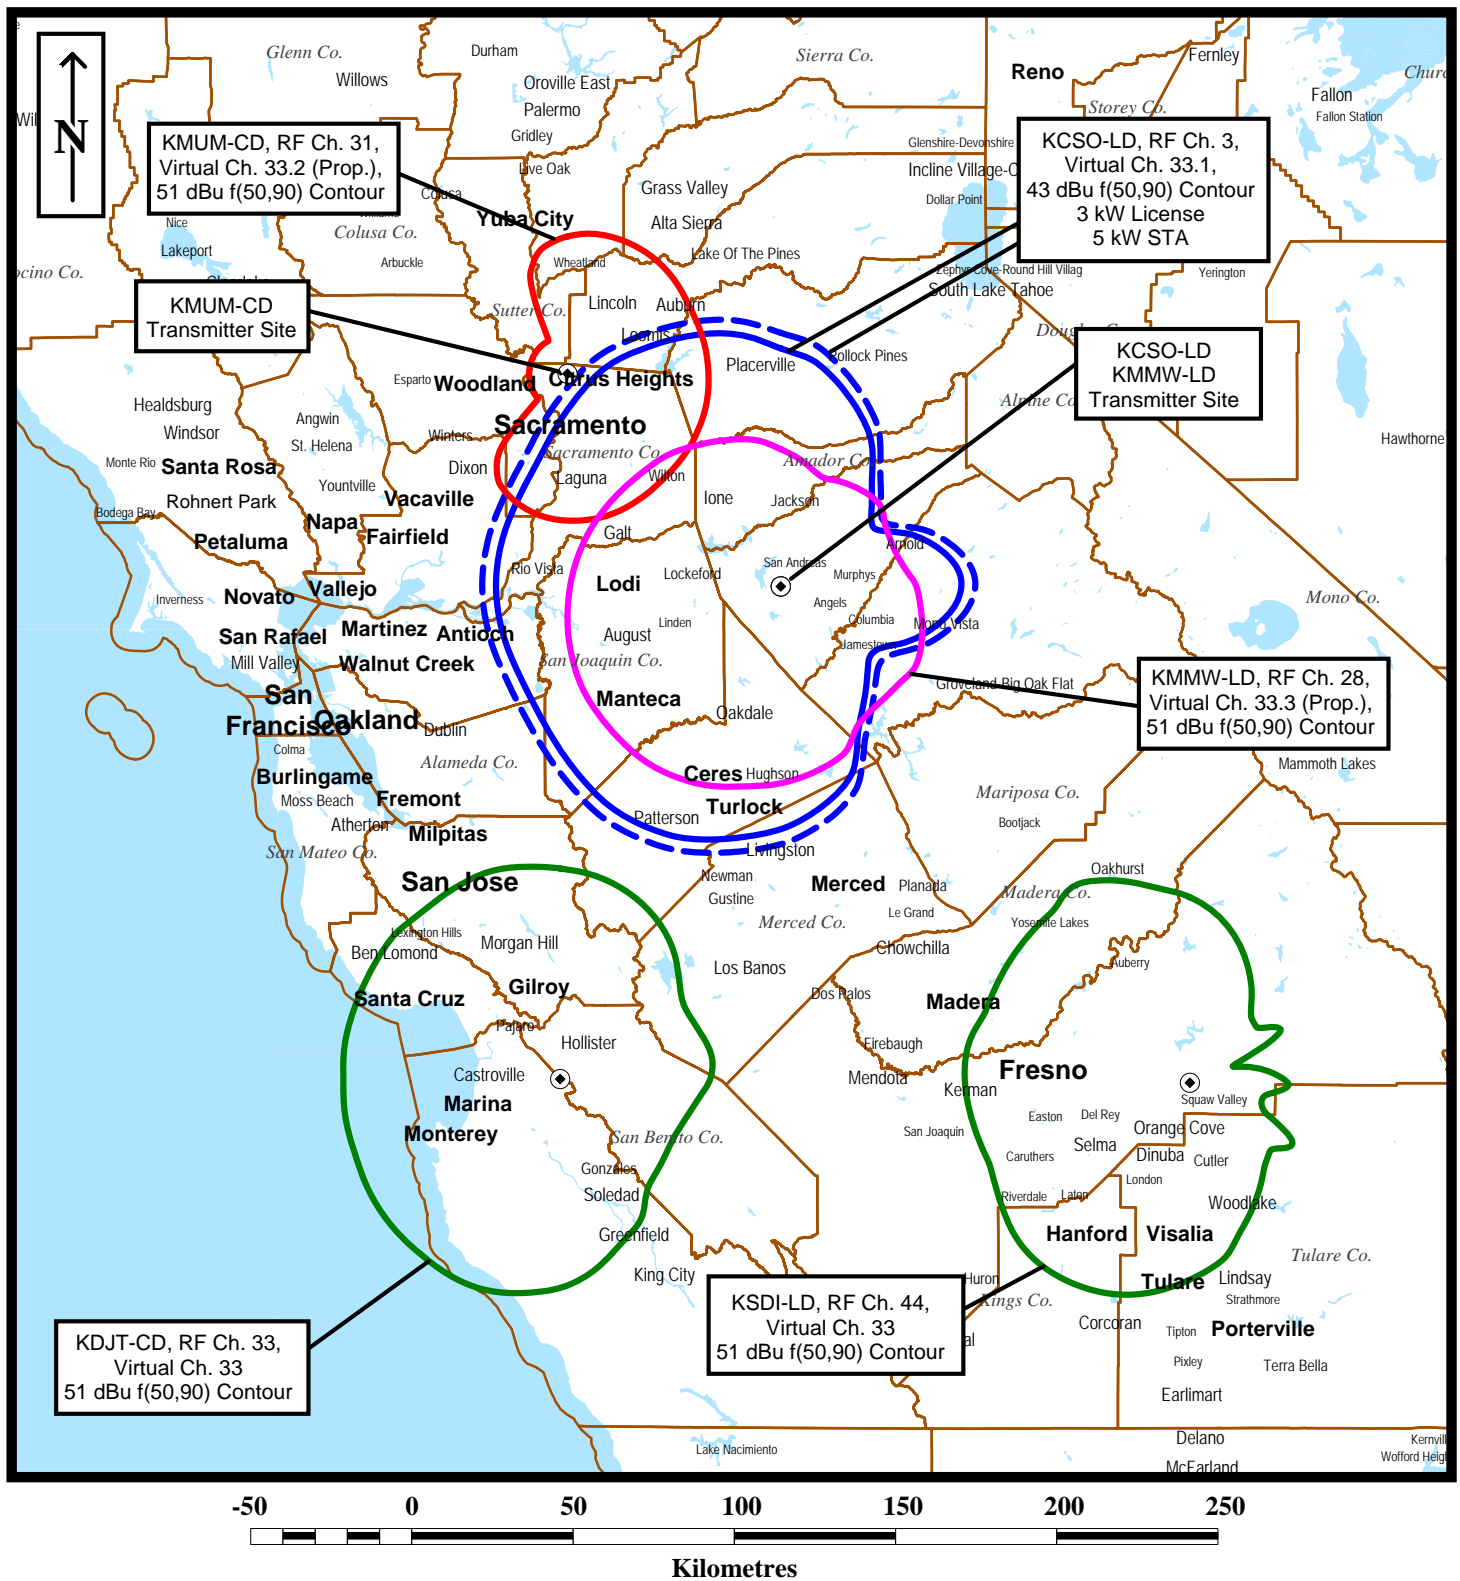 Glenn Co.
Durham
Sierra Co.
Fernley
Willows
Oroville East
Reno
Palermo
Storey Co.
Fallon
Fallon Station
Gridley
N
KMUM-CD, RF Ch. 31,
Virtual Ch. 33.2 (Prop.),
51 dBu f(50,90) Contour
Live Oak
Colusa
Glenshire-Devonshire
Incline Village-C
Dollar Point
KCSO-LD, RF Ch. 3,
Virtual Ch. 33.1,
43 dBu f(50,90) Contour
3 kW License
5 kW STA
Grass Valley
Yuba City
Alta Sierra
Nice
Colusa Co.
Lakeport
Arbuckle
Wheatland
Lake Of The Pines
Zephyr Cove-Round Hill Villag
Yerington
South Lake Tahoe
ocino Co.
KMUM-CD
Transmitter Site
Sutter Co.
Lincoln
Auburn
Loomis
Placerville
Pollock Pines
KCSO-LD
KMMW-LD
Transmitter Site
Esparto
Woodland
Citrus Heights
Alpine Co.
Healdsburg
Windsor
Angwin
St. Helena
Winters
Sacramento
Sacramento Co.
Amador Co.
Hawthorne
Monte Rio
Santa Rosa
Dixon
Laguna
Wilton
Yountville
Vacaville
Ione
Jackson
Rohnert Park
Bodega Bay
Napa
Fairfield
Petaluma
Galt
Arnold
San Andreas
Rio Vista
Lockeford
Murphys
Lodi
Vallejo
Inverness
Novato
Angels
Mono Co.
Columbia
Mono Vista
San Rafael
Martinez
Antioch
August
Linden
Jamestown
Mill Valley
Walnut Creek
San Joaquin Co.
Groveland-Big Oak Flat
KMMW-LD, RF Ch. 28,
Virtual Ch. 33.3 (Prop.),
51 dBu f(50,90) Contour
San
Francisco
Oakland
Manteca
Oakdale
Dublin
Colma
Alameda Co.
Mammoth Lakes
Burlingame
Ceres
Hughson
Moss Beach
Fremont
Turlock
Mariposa Co.
Atherton
Milpitas
Patterson
Bootjack
San Mateo Co.
Livingston
San Jose
Newman
Gustine
Merced
Planada
Oakhurst
Madera Co.
Le Grand
Merced Co.
Yosemite Lakes
Lexington Hills
Ben Lomond
Morgan Hill
Chowchilla
Auberry
Los Banos
Gilroy
Santa Cruz
Dos Palos
Madera
Pajaro
Hollister
Firebaugh
Castroville
Mendota
Fresno
Kerman
Marina
Squaw Valley
Monterey
San Benito Co.
San Joaquin
Easton
Del Rey
Orange Cove
Selma
Dinuba
Caruthers
Cutler
Gonzales
London
Soledad
Riverdale
Laton
Woodlake
Greenfield
Hanford
Visalia
Tulare Co.
King City
Huron
Tulare
Lindsay
Strathmore
Kings Co.
KDJT-CD, RF Ch. 33,
Virtual Ch. 33
51 dBu f(50,90) Contour
KSDI-LD, RF Ch. 44,
Virtual Ch. 33
51 dBu f(50,90) Contour
Corcoran
Tipton
Porterville
Pixley
Terra Bella
Earlimart
Lake Nacimiento
Delano
McFarland
Kernvill
Wofford Heig
-50 0 50 100 150 200 250
Kilometres